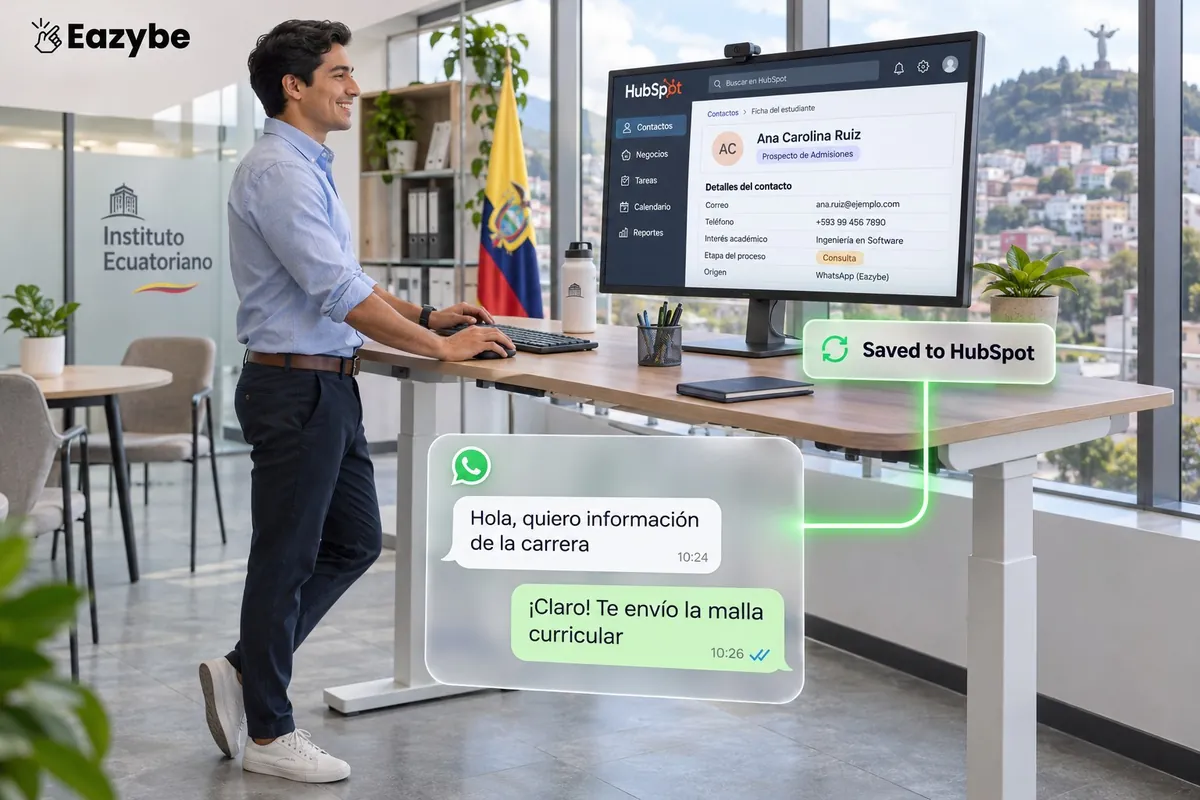 Eazybe
Instituto
Ecuatoriano
HubSpot
Buscar en HubSpot
Contactos
Negocios
Tareas
Calendario
Reportes
Contactos > Ficha del estudiante
AC
Ana Carolina Ruiz
Prospecto de Admisiones
Detalles del contacto
Correo ana.ruiz@ejemplo.com
Teléfono +593 99 456 7890
Interés académico Ingeniería en Software
Etapa del proceso Consulta
Origen WhatsApp (Eazybe)
Saved to HubSpot
Hola, quiero información
de la carrera
10:24
¡Claro! Te envío la malla
curricular
10:26